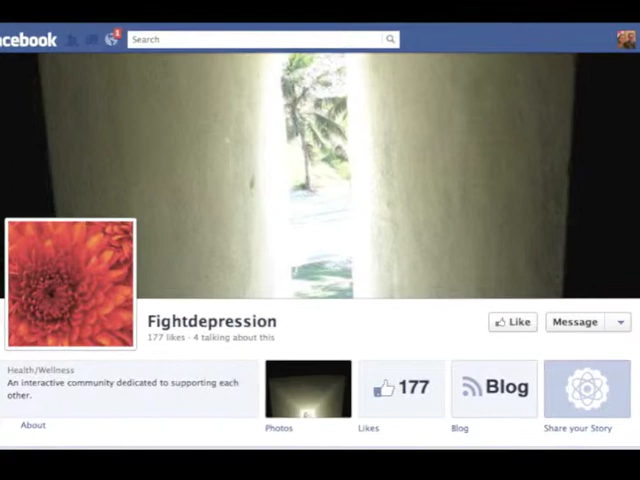 acebook
1
Search
Fightdepression
177 likes · 4 talking about this
Like
Message
Health/Wellness
An interactive community dedicated to supporting each
other.
About
177
Blog
Photos
Likes
Blog
Share your Story